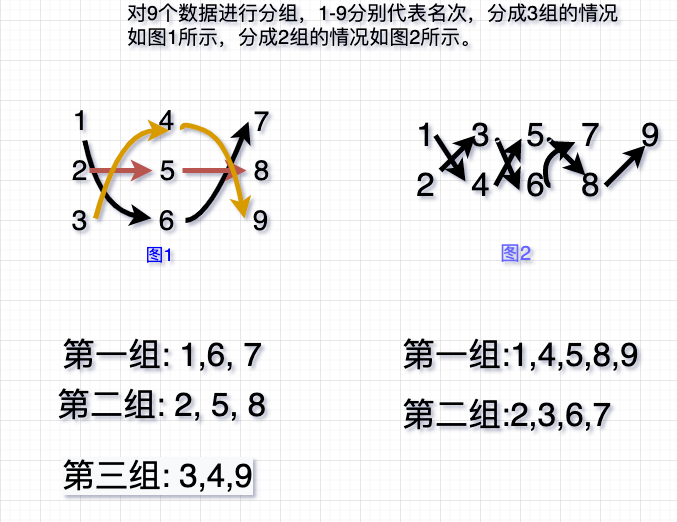 对9个数据进行分组，1-9分别代表名次，分成3组的情况
如图1所示，分成2组的情况如图2所示。
1 4 7
2 5 8
3 6 9
图1
1 3 5 7 9
2 4 6 8
图2
第一组: 1,6, 7
第二组: 2, 5, 8
第三组: 3,4,9
第一组:1,4,5,8,9
第二组:2,3,6,7